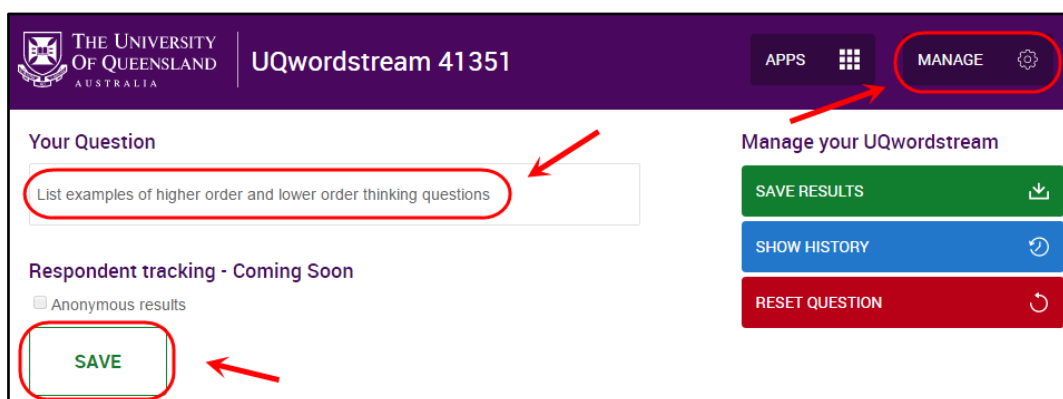 THE UNIVERSITY
OF QUEENSLAND
AUSTRALIA
UQwordstream 41351
APPS
MANAGE
Your Question
List examples of higher order and lower order thinking questions
Respondent tracking - Coming Soon
Anonymous results
SAVE
Manage your UQwordstream
SAVE RESULTS
SHOW HISTORY
RESET QUESTION